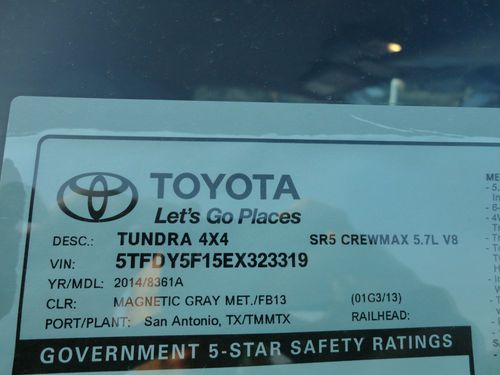 TOYOTA
Let's Go Places
DESC.: TUNDRA 4X4 SR5 CREWMAX 5.7L V8
VIN: 5TFDY5F15EX323319
YR/MDL: 2014/8361A
CLR: MAGNETIC GRAY MET./FB13 (01G3/13)
PORT/PLANT: San Antonio, TX/TMMTX RAILHEAD:
GOVERNMENT 5-STAR SAFETY RATINGS